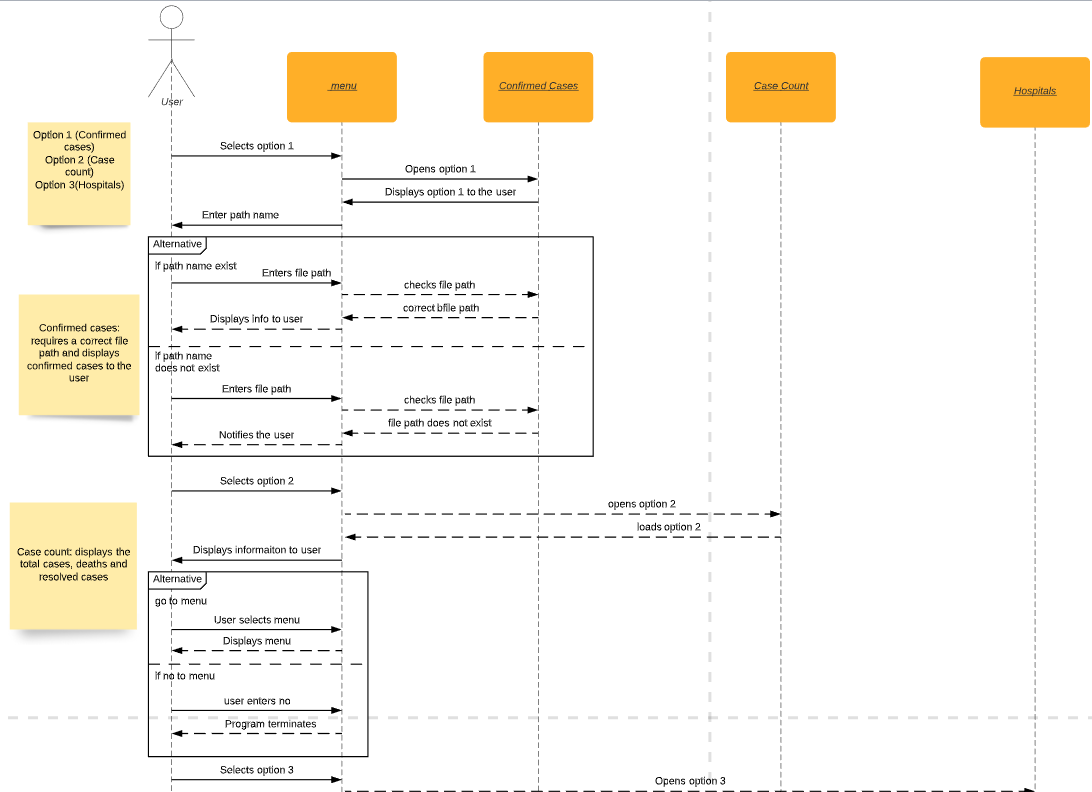 User
menu
Confirmed Cases
Case Count
Hospitals
Option 1 (Confirmed
cases)
Option 2 (Case
count)
Option 3(Hospitals)
Selects option 1
Opens option 1
Displays option 1 to the user
Enter path name
Alternative
if path name exist
Enters file path
checks file path
correct bfile path
Displays info to user
Confirmed cases:
requires a correct file
path and displays
confirmed cases to the
user
if path name
does not exist
Enters file path
checks file path
file path does not exist
Notifies the user
Selects option 2
opens option 2
loads option 2
Displays informaiton to user
Case count: displays the
total cases, deaths and
resolved cases
Alternative
go to menu
User selects menu
Displays menu
if no to menu
user enters no
Program terminates
Selects option 3
Opens option 3